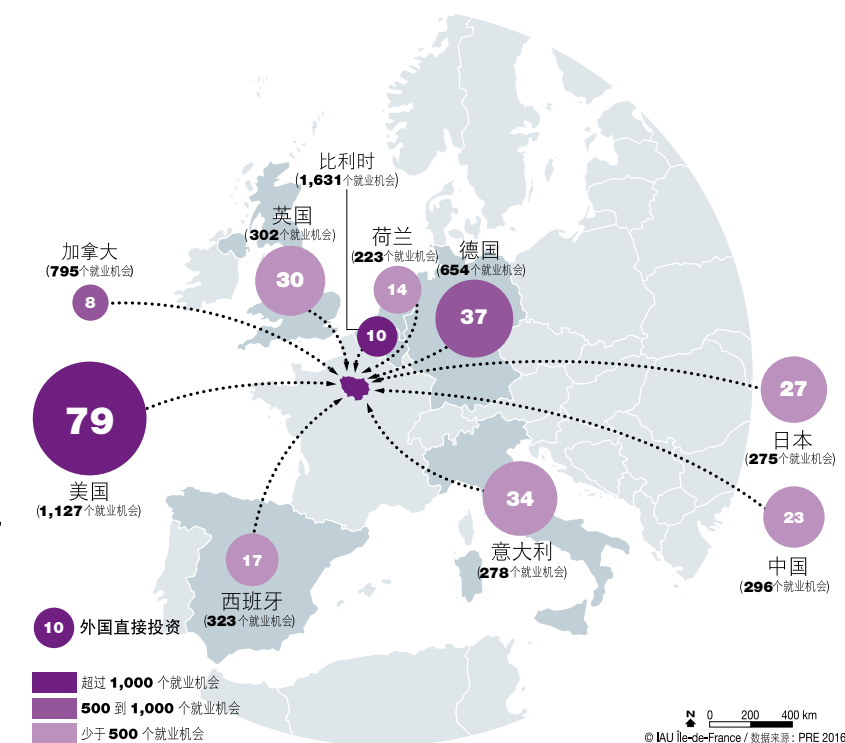 比利时
(1,631个就业机会)
英国
(302个就业机会)
30
荷兰
(223个就业机会)
14
德国
(654个就业机会)
37
加拿大
(795个就业机会)
8
10
79
美国
(1,127个就业机会)
27
日本
(275个就业机会)
34
意大利
(278个就业机会)
23
中国
(296个就业机会)
17
西班牙
(323个就业机会)
10 外国直接投资
超过 1,000 个就业机会
500 到 1,000 个就业机会
少于 500 个就业机会
N 0 200 400 km
© IAU Île-de-France / 数据来源: PRE 2016